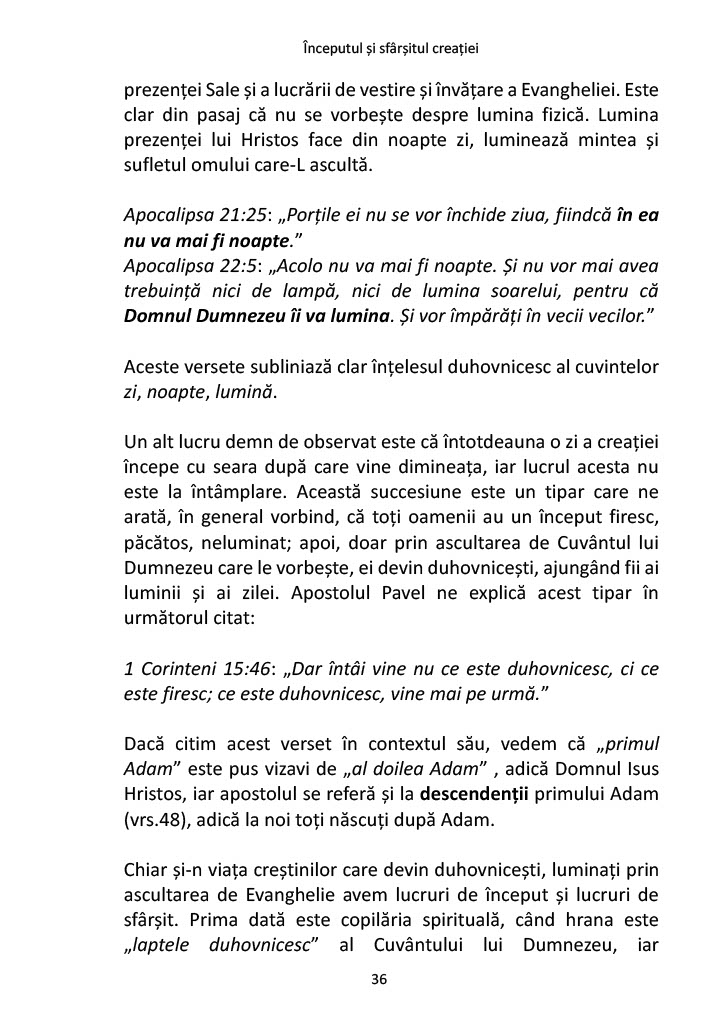 Începutul și sfârșitul creației
prezenței Sale și a lucrării de vestire și învățare a Evangheliei. Este
clar din pasaj că nu se vorbește despre lumina fizică. Lumina
prezenței lui Hristos face din noapte zi, luminează mintea și
sufletul omului care-L ascultă.
Apocalipsa 21:25: „Porțile ei nu se vor închide ziua, fiindcă în ea
nu va mai fi noapte.”
Apocalipsa 22:5: „Acolo nu va mai fi noapte. Și nu vor mai avea
trebuință nici de lampă, nici de lumina soarelui, pentru că
Domnul Dumnezeu îi va lumina. Și vor împărăți în vecii vecilor.”
Aceste versete subliniază clar înțelesul duhovnicesc al cuvintelor
zi, noapte, lumină.
Un alt lucru demn de observat este că întotdeauna o zi a creației
începe cu seara după care vine dimineața, iar lucrul acesta nu
este la întâmplare. Această succesiune este un tipar care ne
arată, în general vorbind, că toți oamenii au un început firesc,
păcătos, neluminat; apoi, doar prin ascultarea de Cuvântul lui
Dumnezeu care le vorbește, ei devin duhovnicești, ajungând fii ai
luminii și ai zilei. Apostolul Pavel ne explică acest tipar în
următorul citat:
1 Corinteni 15:46: „Dar întâi vine nu ce este duhovnicesc, ci ce
este firesc; ce este duhovnicesc, vine mai pe urmă.”
Dacă citim acest verset în contextul său, vedem că „primul
Adam” este pus vizavi de „al doilea Adam” , adică Domnul Isus
Hristos, iar apostolul se referă și la descendenții primului Adam
(vrs.48), adică la noi toți născuți după Adam.
Chiar și-n viața creștinilor care devin duhovnicești, luminați prin
ascultarea de Evanghelie avem lucruri de început și lucruri de
sfârșit. Prima dată este copilăria spirituală, când hrana este
„laptele duhovnicesc” al Cuvântului lui Dumnezeu, iar
36